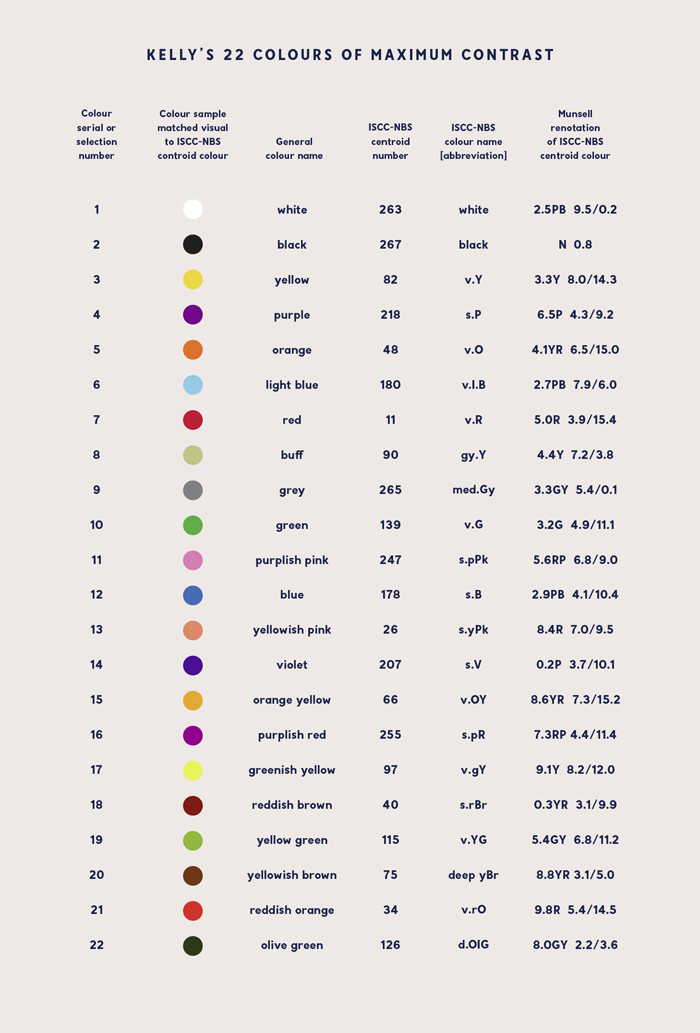 KELLY'S 22 COLOURS OF MAXIMUM CONTRAST
Colour serial or selection number | Colour sample matched visual to ISCC-NBS controid colour | General colour name | ISCC-NBS centroid number | ISCC-NBS colour name [abbreviation] | Munsell renotation of ISCC-NBS centroid colour
1 white 263 white 2.5PB 9.5/0.2
2 black 267 black N 0.8
3 yellow 82 v.Y 3.3Y 8.0/14.3
4 purple 218 s.P 6.5P 4.3/9.2
5 orange 48 v.O 4.1YR 6.5/15.0
6 light blue 180 v.l.B 2.7PB 7.9/6.0
7 red 11 v.R 5.0R 3.9/15.4
8 buff 90 gy.Y 4.4Y 7.2/3.8
9 grey 265 med.Gy 3.3GY 5.4/0.1
10 green 139 v.G 3.2G 4.9/11.1
11 purplish pink 247 s.pPk 5.6RP 6.8/9.0
12 blue 178 s.B 2.9PB 4.1/10.4
13 yellowish pink 26 s.yPk 8.4R 7.0/9.5
14 violet 207 s.V 0.2P 3.7/10.1
15 orange yellow 66 v.OY 8.6YR 7.3/15.2
16 purplish red 255 s.pR 7.3RP 4.4/11.4
17 greenish yellow 97 v.gY 9.1Y 8.2/12.0
18 reddish brown 40 s.rBr 0.3YR 3.1/9.9
19 yellow green 115 v.YG 5.4GY 6.8/11.2
20 yellowish brown 75 deep yBr 8.8YR 3.1/5.0
21 reddish orange 34 v.rO 9.8R 5.4/14.5
22 olive green 126 d.OlG 8.0GY 2.2/3.6